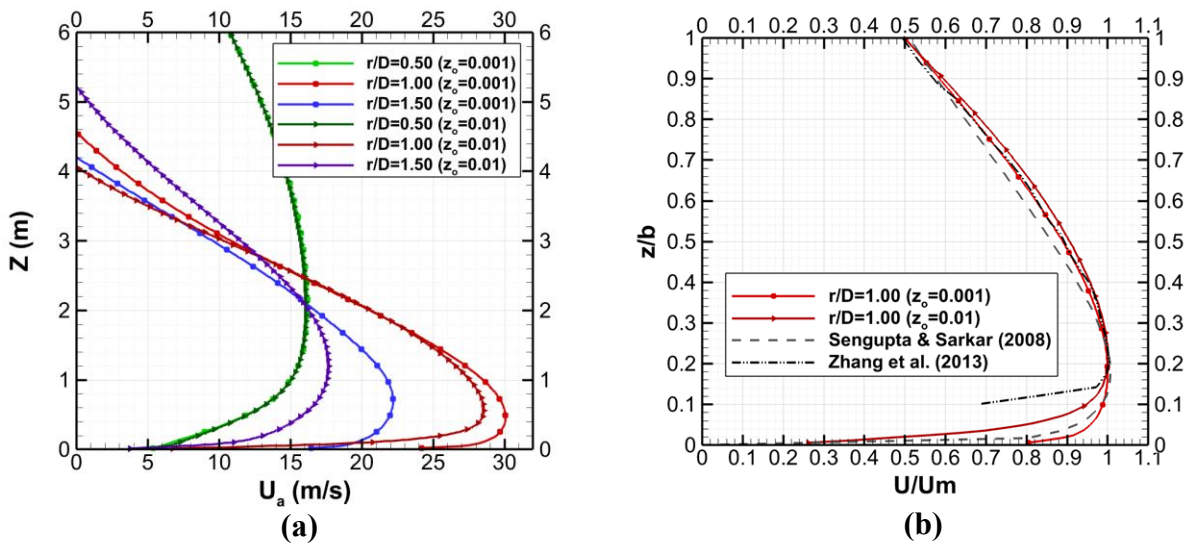 0 5 10 15 20 25 30
6 6
5 5
4 4
3 3
2 2
1 1
0 0
r/D=0.50 (zo=0.001)
r/D=1.00 (zo=0.001)
r/D=1.50 (zo=0.001)
r/D=0.50 (zo=0.01)
r/D=1.00 (zo=0.01)
r/D=1.50 (zo=0.01)
Z (m)
0 5 10 15 20 25 30
Ua (m/s)
(a)
(b)
0 0.1 0.2 0.3 0.4 0.5 0.6 0.7 0.8 0.9 1 1.1
1 1
0.9 0.9
0.8 0.8
0.7 0.7
0.6 0.6
0.5 0.5
0.4 0.4
0.3 0.3
0.2 0.2
0.1 0.1
0 0
z/b
r/D=1.00 (zo=0.001)
r/D=1.00 (zo=0.01)
Sengupta & Sarkar (2008)
Zhang et al. (2013)
0 0.1 0.2 0.3 0.4 0.5 0.6 0.7 0.8 0.9 1 1.1
U/Um